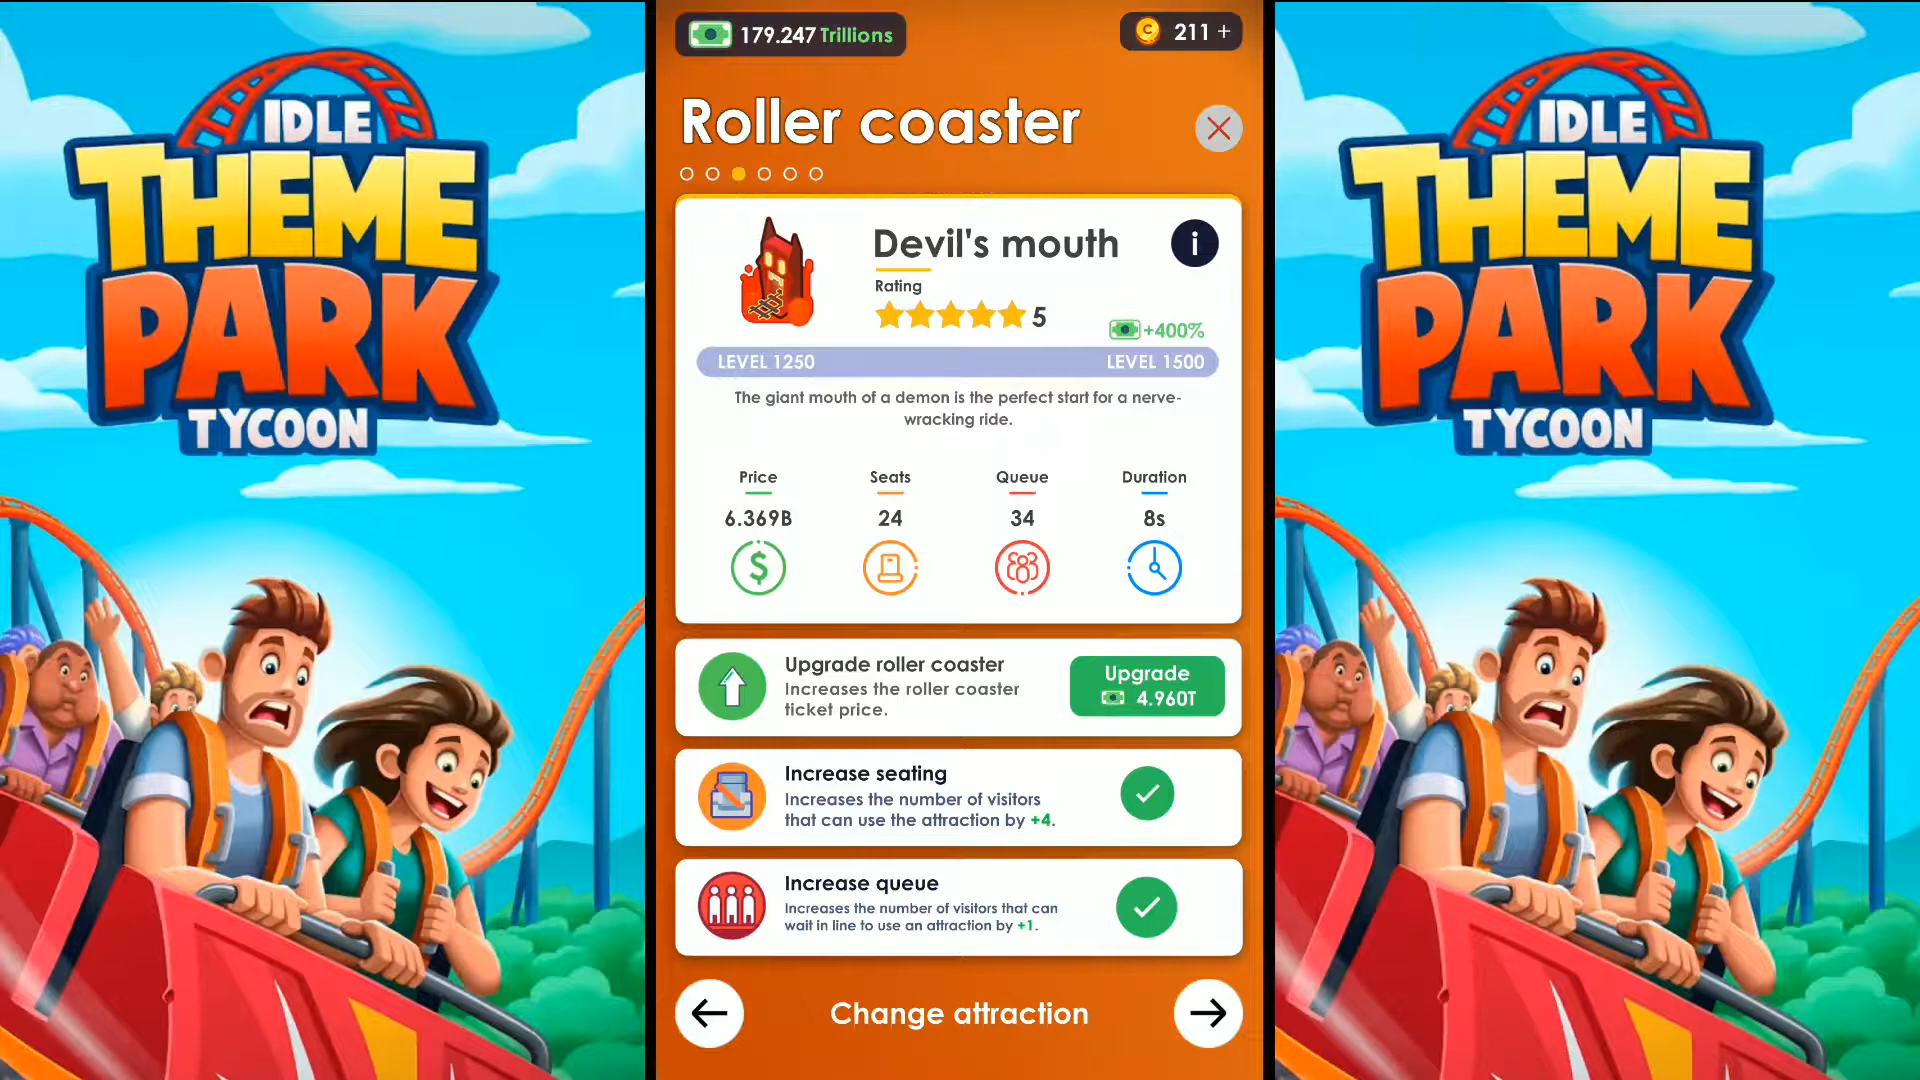 IDLE
THEME
PARK
TYCOON
179.247 Trillions
211 +
Roller coaster
Devil's mouth
i
Rating
5
+400%
LEVEL 1250
LEVEL 1500
The giant mouth of a demon is the perfect start for a nerve-
wracking ride.
Price
Seats
Queue
Duration
6.369B
24
34
8s
Upgrade roller coaster
Increases the roller coaster
ticket price.
Upgrade
4.960T
Increase seating
Increases the number of visitors
that can use the attraction by +4.
Increase queue
Increases the number of visitors that can
wait in line to use an attraction by +1.
Change attraction
IDLE
THEME
PARK
TYCOON